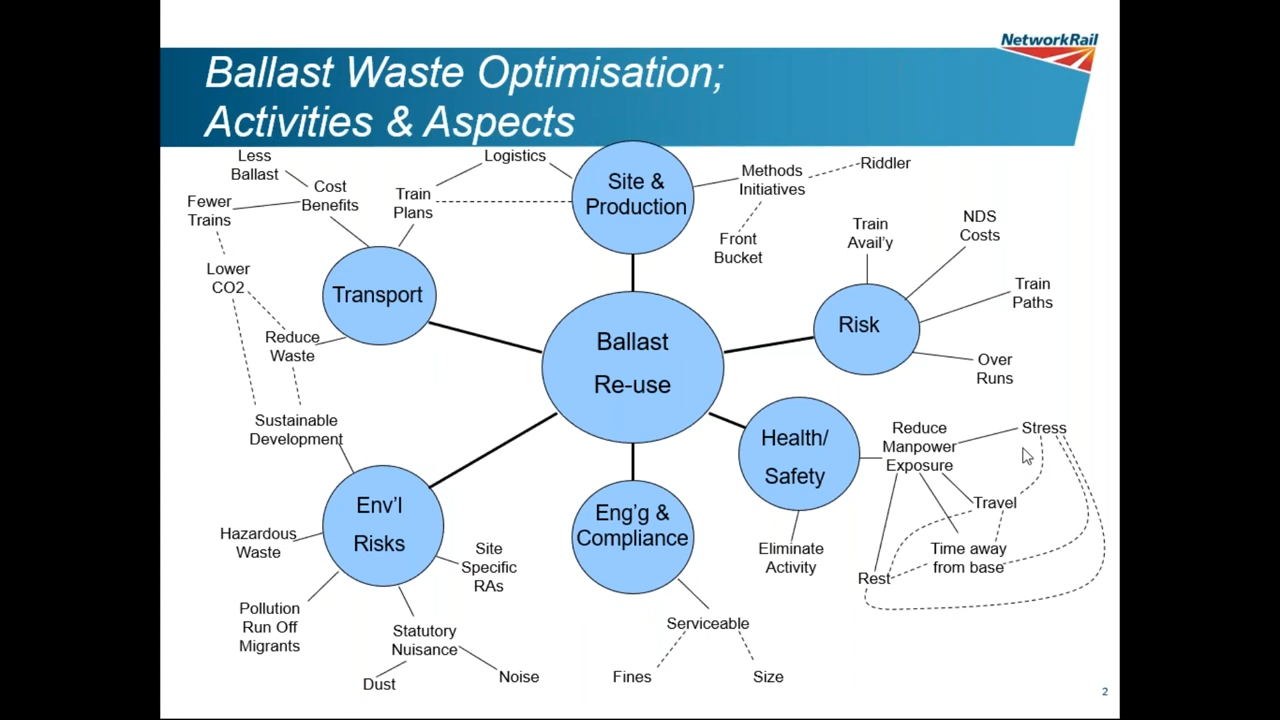 NetworkRail
Ballast Waste Optimisation;
Activities & Aspects
Less
Ballast
Cost
Benefits
Fewer
Trains
Lower
CO2
Reduce
Waste
Sustainable
Development
Train
Plans
Logistics
Transport
Site &
Production
Methods
Initiatives
Riddler
Front
Bucket
Train
Avail'y
NDS
Costs
Train
Paths
Over
Runs
Risk
Ballast
Re-use
Health/
Safety
Reduce
Manpower
Exposure
Stress
Travel
Time away
from base
Rest
Eliminate
Activity
Eng'g &
Compliance
Serviceable
Fines
Size
Env'l
Risks
Hazardous
Waste
Site
Specific
RAs
Pollution
Run Off
Migrants
Statutory
Nuisance
Dust
Noise
2